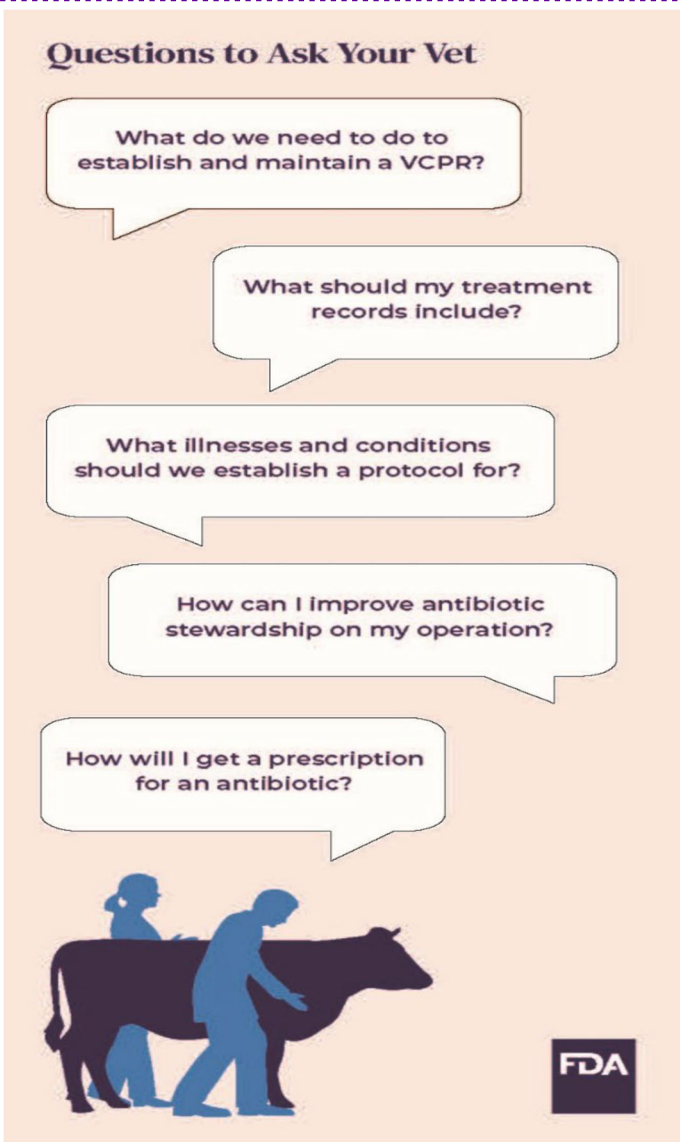 Questions to Ask Your Vet
What do we need to do to
establish and maintain a VCPR?
What should my treatment
records include?
What illnesses and conditions
should we establish a protocol for?
How can I improve antibiotic
stewardship on my operation?
How will I get a prescription
for an antibiotic?
FDA